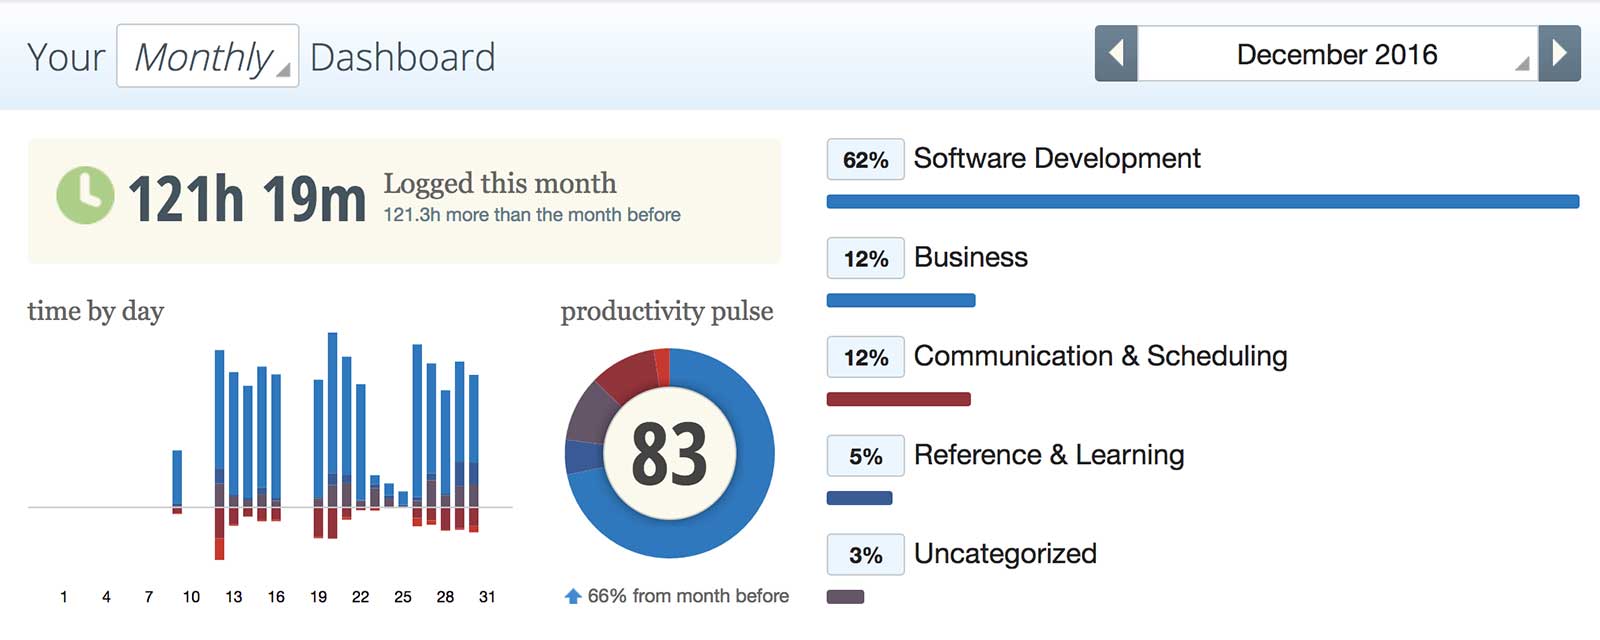 Your Monthly Dashboard
December 2016
121h 19m
Logged this month
121.3h more than the month before
time by day
1 4 7 10 13 16 19 22 25 28 31
productivity pulse
83
66% from month before
62% Software Development
12% Business
12% Communication & Scheduling
5% Reference & Learning
3% Uncategorized